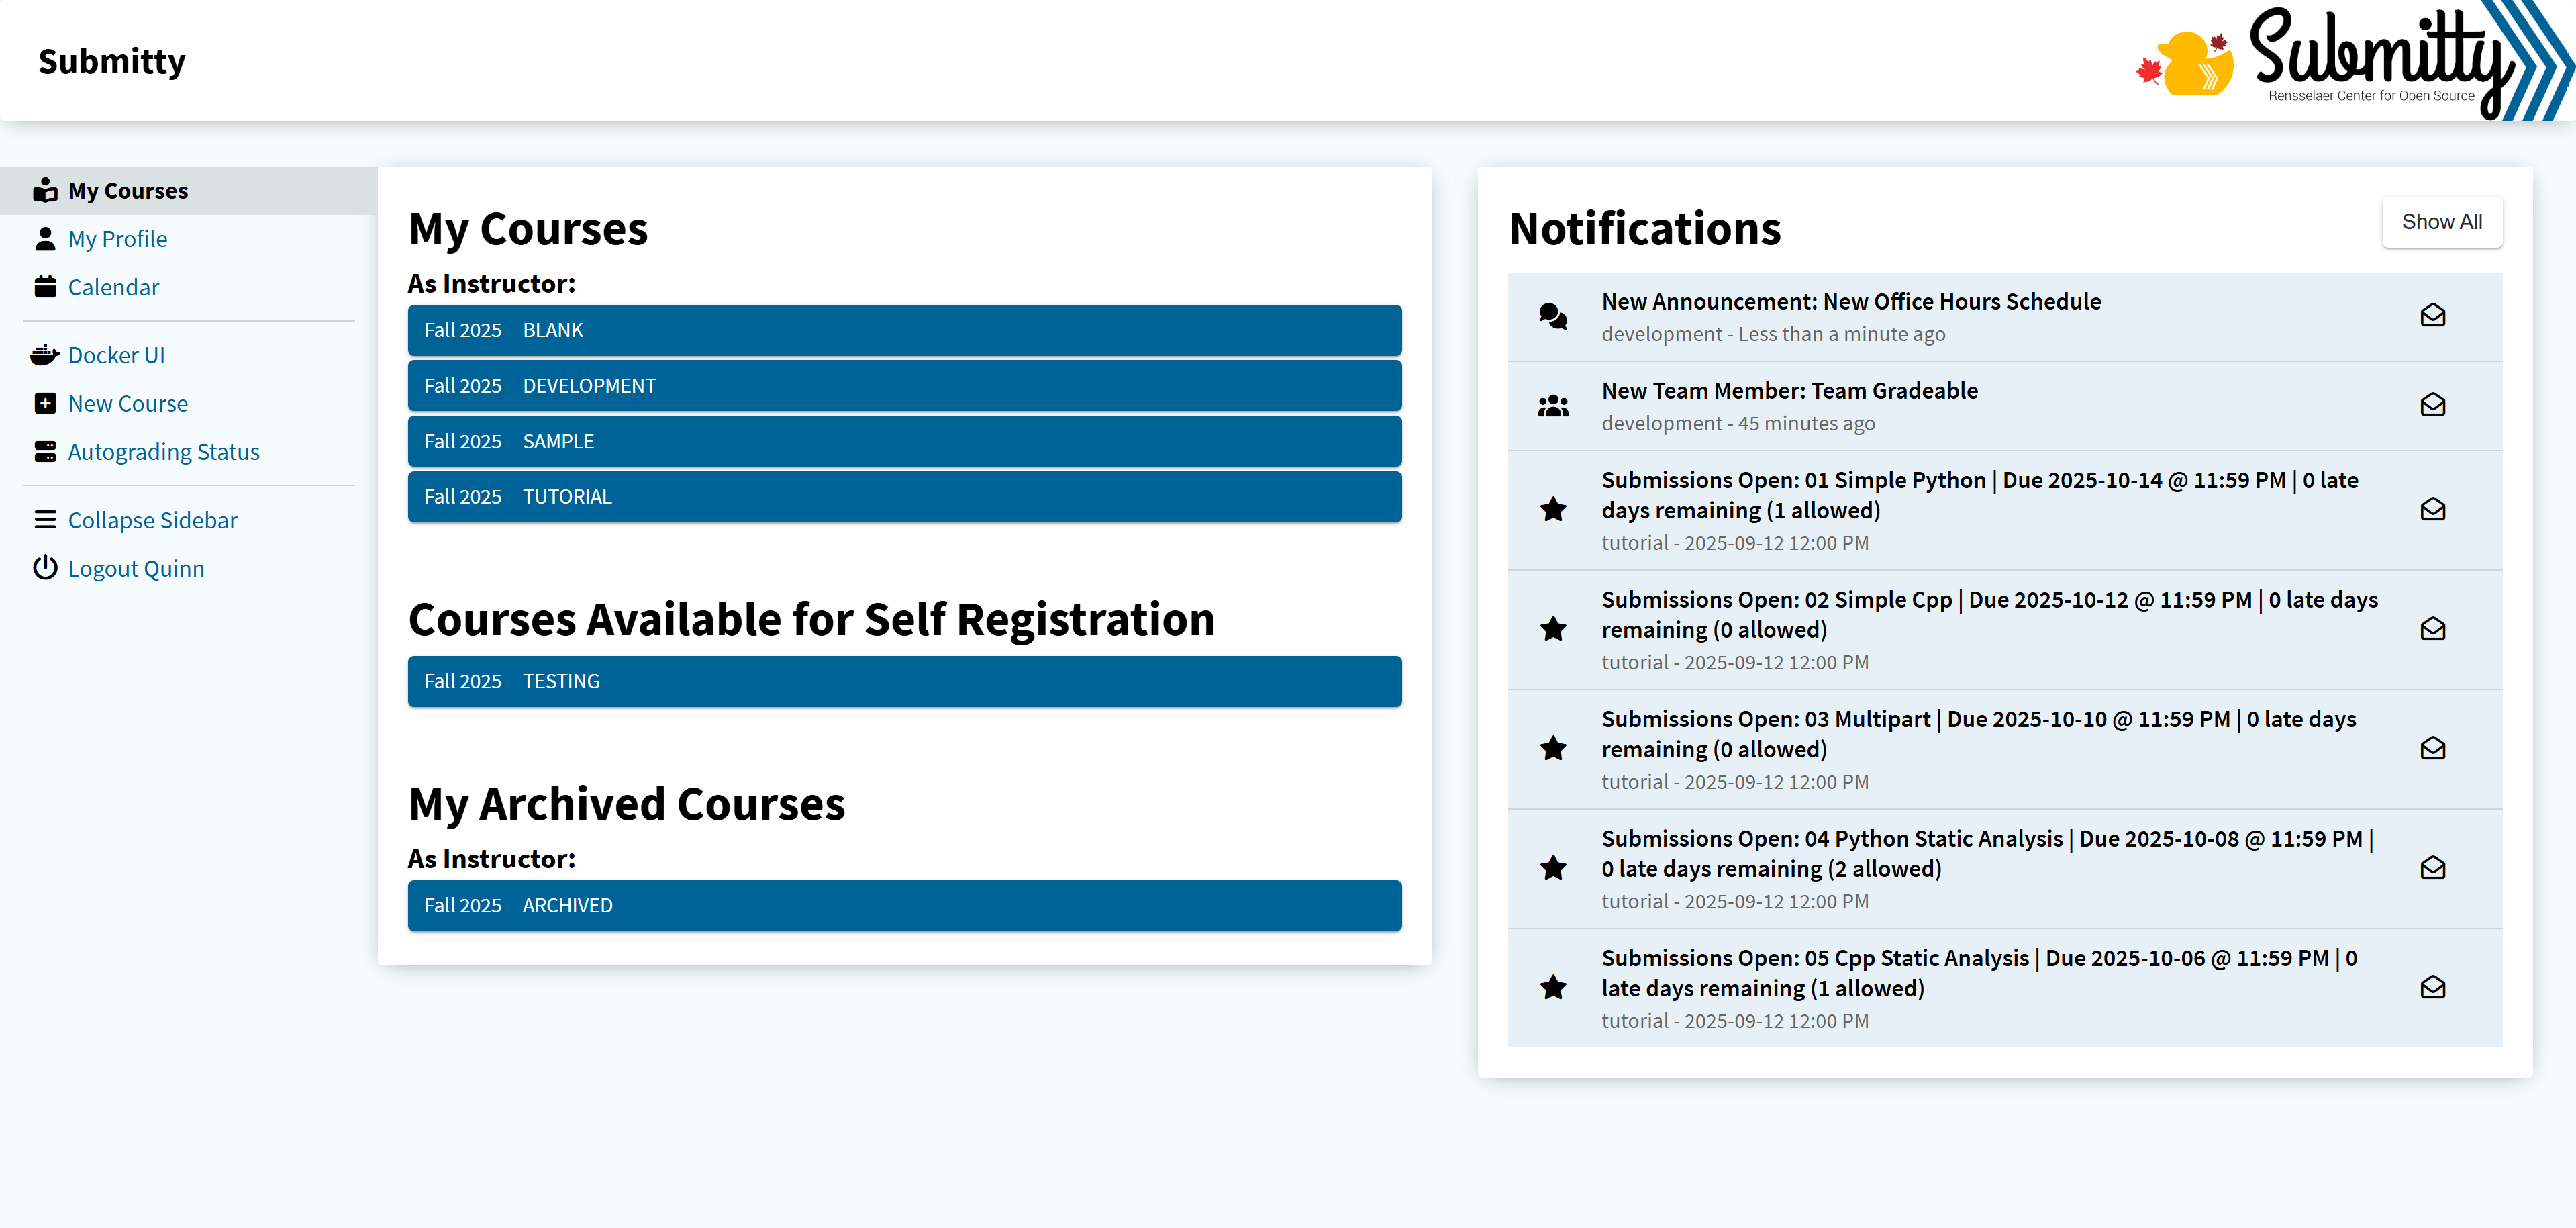 Submitty
Submitty
Rensselaer Center for Open Source
My Courses
My Profile
Calendar
Docker UI
New Course
Autograding Status
Collapse Sidebar
Logout Quinn
My Courses
As Instructor:
Fall 2025 BLANK
Fall 2025 DEVELOPMENT
Fall 2025 SAMPLE
Fall 2025 TUTORIAL
Courses Available for Self Registration
Fall 2025 TESTING
My Archived Courses
As Instructor:
Fall 2025 ARCHIVED
Notifications
Show All
New Announcement: New Office Hours Schedule
development - Less than a minute ago
New Team Member: Team Gradeable
development - 45 minutes ago
Submissions Open: 01 Simple Python | Due 2025-10-14 @ 11:59 PM | 0 late
days remaining (1 allowed)
tutorial - 2025-09-12 12:00 PM
Submissions Open: 02 Simple Cpp | Due 2025-10-12 @ 11:59 PM | 0 late days
remaining (0 allowed)
tutorial - 2025-09-12 12:00 PM
Submissions Open: 03 Multipart | Due 2025-10-10 @ 11:59 PM | 0 late days
remaining (0 allowed)
tutorial - 2025-09-12 12:00 PM
Submissions Open: 04 Python Static Analysis | Due 2025-10-08 @ 11:59 PM |
0 late days remaining (2 allowed)
tutorial - 2025-09-12 12:00 PM
Submissions Open: 05 Cpp Static Analysis | Due 2025-10-06 @ 11:59 PM | 0
late days remaining (1 allowed)
tutorial - 2025-09-12 12:00 PM